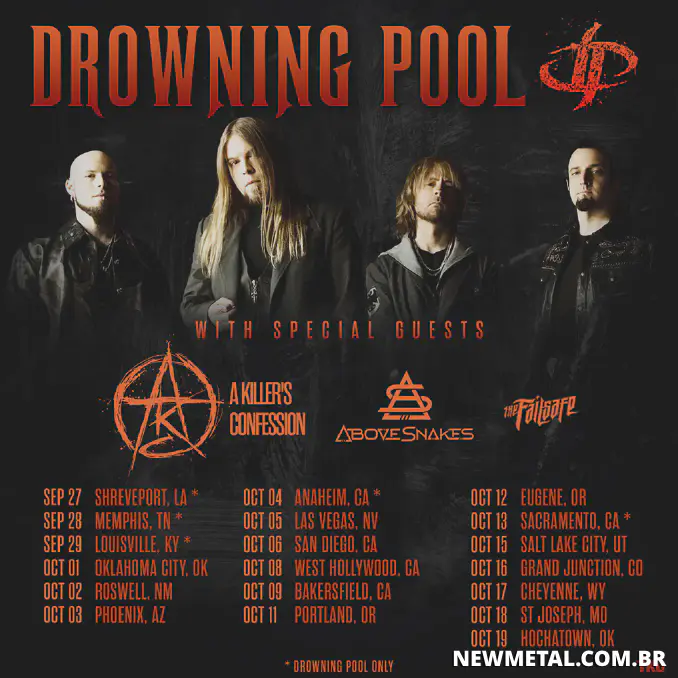 DROWNING POOL
WITH SPECIAL GUESTS
A KILLER'S
CONFESSION
ABOVE SNAKES
the Failsafe
SEP 27 SHREVEPORT, LA *
SEP 28 MEMPHIS, TN *
SEP 29 LOUISVILLE, KY *
OCT 01 OKLAHOMA CITY, OK
OCT 02 ROSWELL, NM
OCT 03 PHOENIX, AZ
OCT 04 ANAHEIM, CA *
OCT 05 LAS VEGAS, NV
OCT 06 SAN DIEGO, CA
OCT 08 WEST HOLLYWOOD, CA
OCT 09 BAKERSFIELD, CA
OCT 11 PORTLAND, OR
OCT 12 EUGENE, OR
OCT 13 SACRAMENTO, CA *
OCT 15 SALT LAKE CITY, UT
OCT 16 GRAND JUNCTION, CO
OCT 17 CHEYENNE, WY
OCT 18 ST JOSEPH, MO
OCT 19 HOCHATOWN, OK
* DROWNING POOL ONLY
NEWMETAL.COM.BR